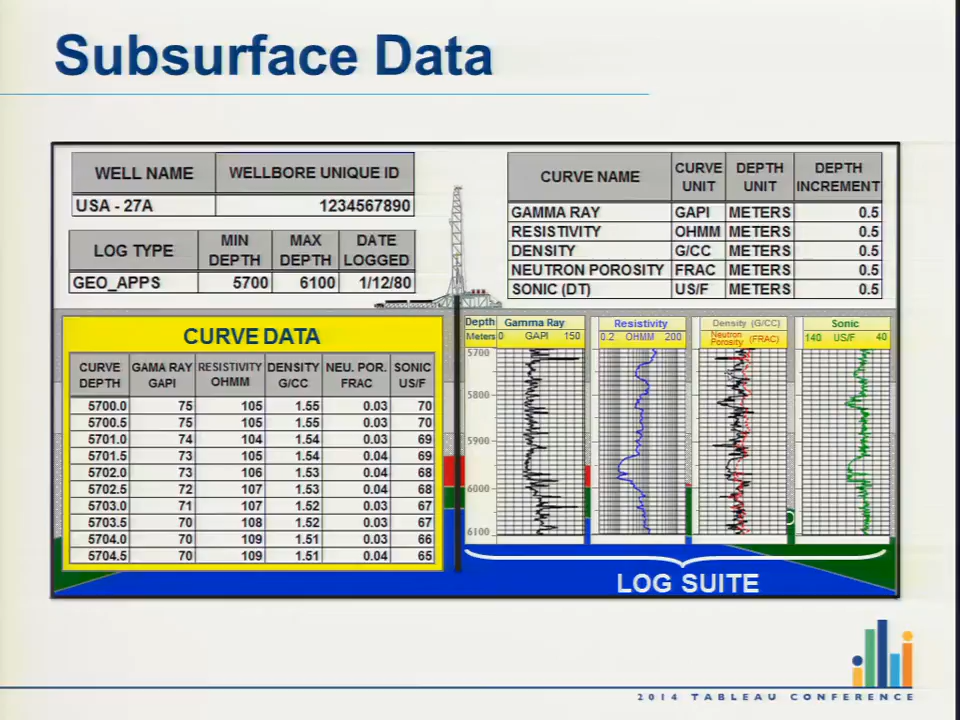 Subsurface Data
WELL NAME WELLBORE UNIQUE ID
USA - 27A 1234567890
LOG TYPE MIN DEPTH MAX DEPTH DATE LOGGED
GEO_APPS 5700 6100 1/12/80
CURVE NAME CURVE UNIT DEPTH UNIT DEPTH INCREMENT
GAMMA RAY GAPI METERS 0.5
RESISTIVITY OHMM METERS 0.5
DENSITY G/CC METERS 0.5
NEUTRON POROSITY FRAC METERS 0.5
SONIC (DT) US/F METERS 0.5
CURVE DATA
CURVE DEPTH GAMA RAY GAPI RESISTIVITY OHMM DENSITY G/CC NEU. POR. FRAC SONIC US/F
5700.0 75 105 1.55 0.03 70
5700.5 75 105 1.55 0.03 70
5701.0 74 104 1.54 0.03 69
5701.5 73 105 1.54 0.04 69
5702.0 73 106 1.53 0.04 68
5702.5 72 107 1.53 0.04 68
5703.0 71 107 1.52 0.03 67
5703.5 70 108 1.52 0.03 67
5704.0 70 109 1.51 0.03 66
5704.5 70 109 1.51 0.04 65
Depth Gamma Ray Resistivity Density (G/CC) Sonic
Meters 0 GAPI 150 0.2 OHMM 200 Neutron Porosity (FRAC) 140 US/F 40
5700
5800
5900
6000
6100
LOG SUITE
2014 TABLEAU CONFERENCE